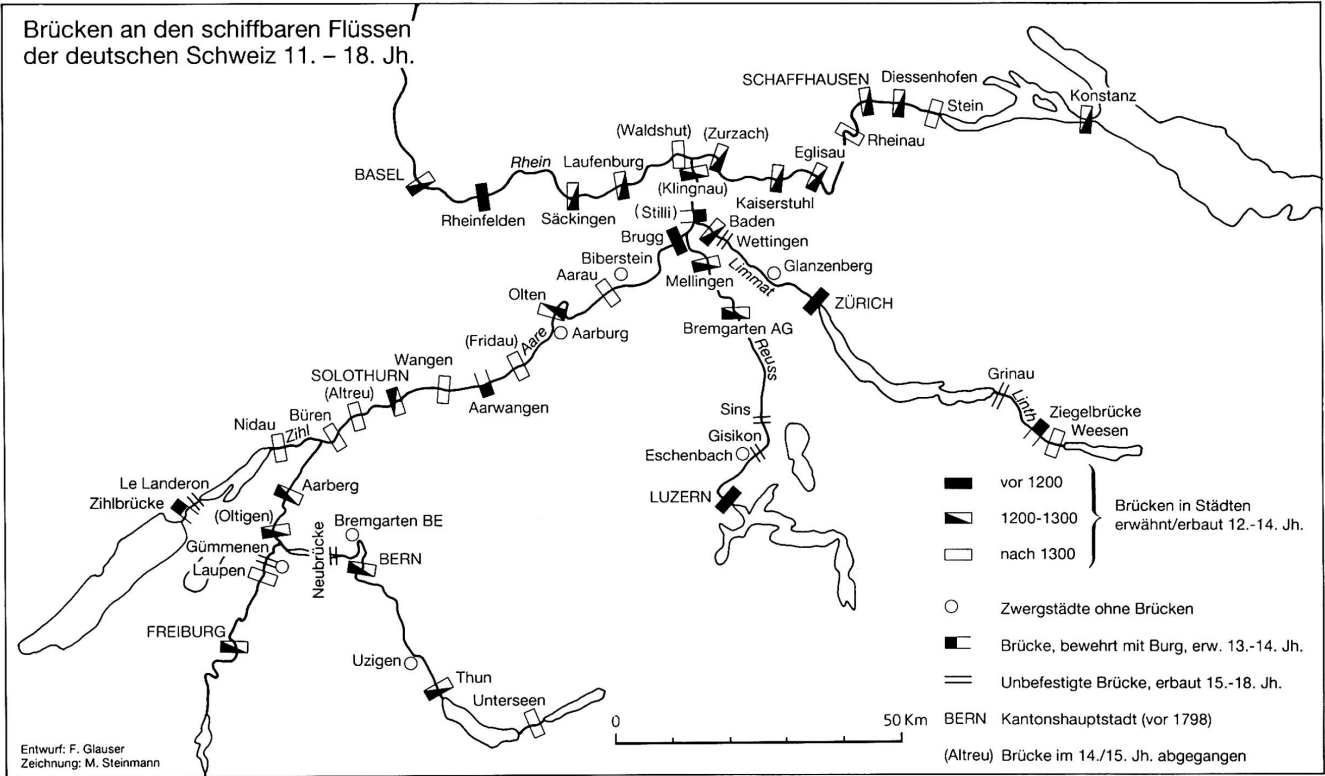 Brücken an den schiffbaren Flüssen
der deutschen Schweiz 11. – 18. Jh.
SCHAFFHAUSEN
Diessenhofen
Konstanz
Stein
(Waldshut)
(Zurzach)
Rheinau
Eglisau
BASEL
Rhein
Laufenburg
(Klingnau)
Kaiserstuhl
Rheinfelden
Säckingen
(Stilli)
Baden
Brugg
Wettingen
Biberstein
Limmat
Glanzenberg
Aarau
Mellingen
Olten
ZÜRICH
Aarburg
Bremgarten AG
(Fridau)
Aare
Reuss
Wangen
SOLOTHURN
(Altreu)
Aarwangen
Grinau
Linth
Büren
Nidau
Zihl
Sins
Ziegelbrücke
Weesen
Gisikon
Eschenbach
Le Landeron
Zihlbrücke
Aarberg
LUZERN
(Oltigen)
Bremgarten BE
Gümmenen
Neubrücke
BERN
Laupen
FREIBURG
Uzigen
Thun
Unterseen
vor 1200
1200-1300
nach 1300
Brücken in Städten
erwähnt/erbaut 12.-14. Jh.
Zwergstädte ohne Brücken
Brücke, bewehrt mit Burg, erw. 13.-14. Jh.
Unbefestigte Brücke, erbaut 15.-18. Jh.
BERN Kantonshauptstadt (vor 1798)
(Altreu) Brücke im 14./15. Jh. abgegangen
0 50 Km
Entwurf: F. Glauser
Zeichnung: M. Steinmann